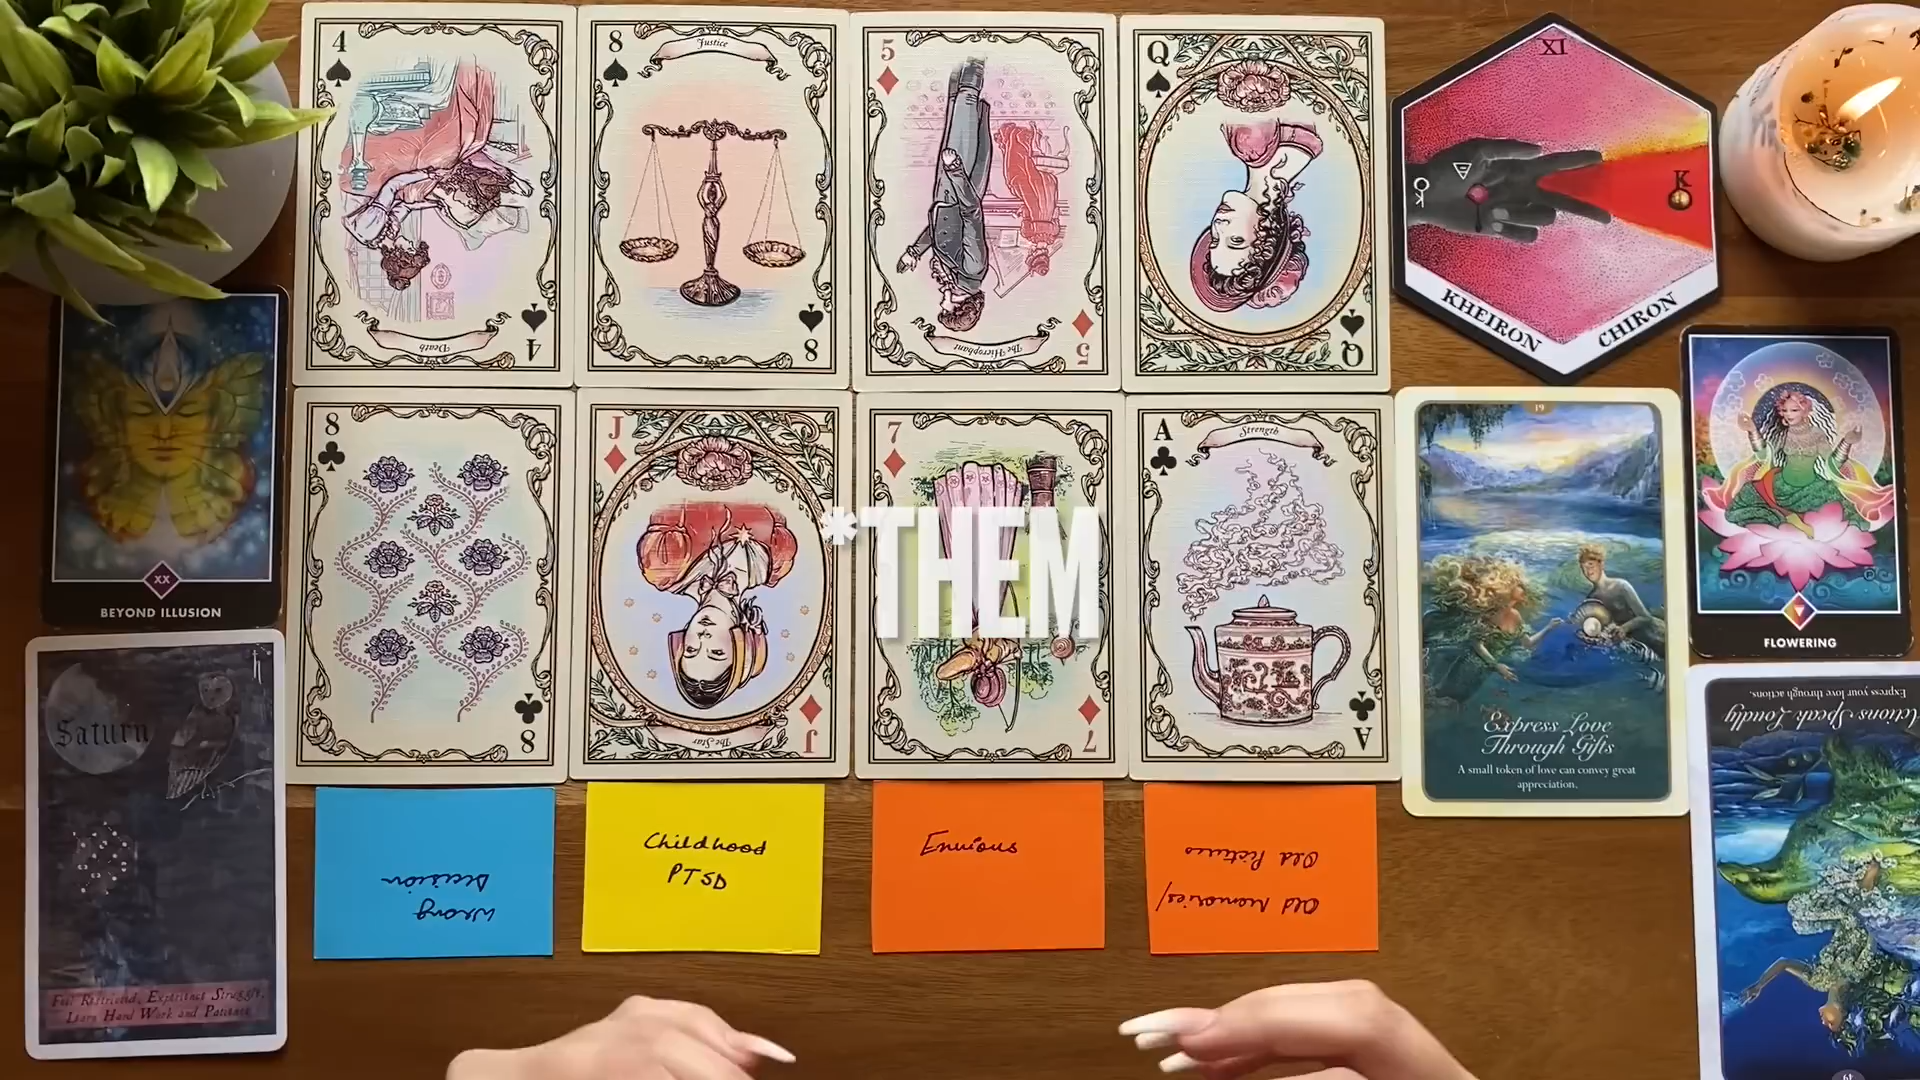 4
Death
4
8
Justice
8
5
The Hierophant
5
Q
Q
XI
K
KHEIRON
CHIRON
XX
BEYOND ILLUSION
FLOWERING
8
8
J
The Star
J
7
7
A
Strength
A
*THEM
19
Express Love
Through Gifts
A small token of love can convey great
appreciation.
Actions Speak Loudly
Express your love through actions.
Saturn
Feel Restricted, Experience Struggle,
Learn Hard Work and Patience
Wrong
Decision
Childhood
PTSD
Envious
Old Memories/
Old Pictures